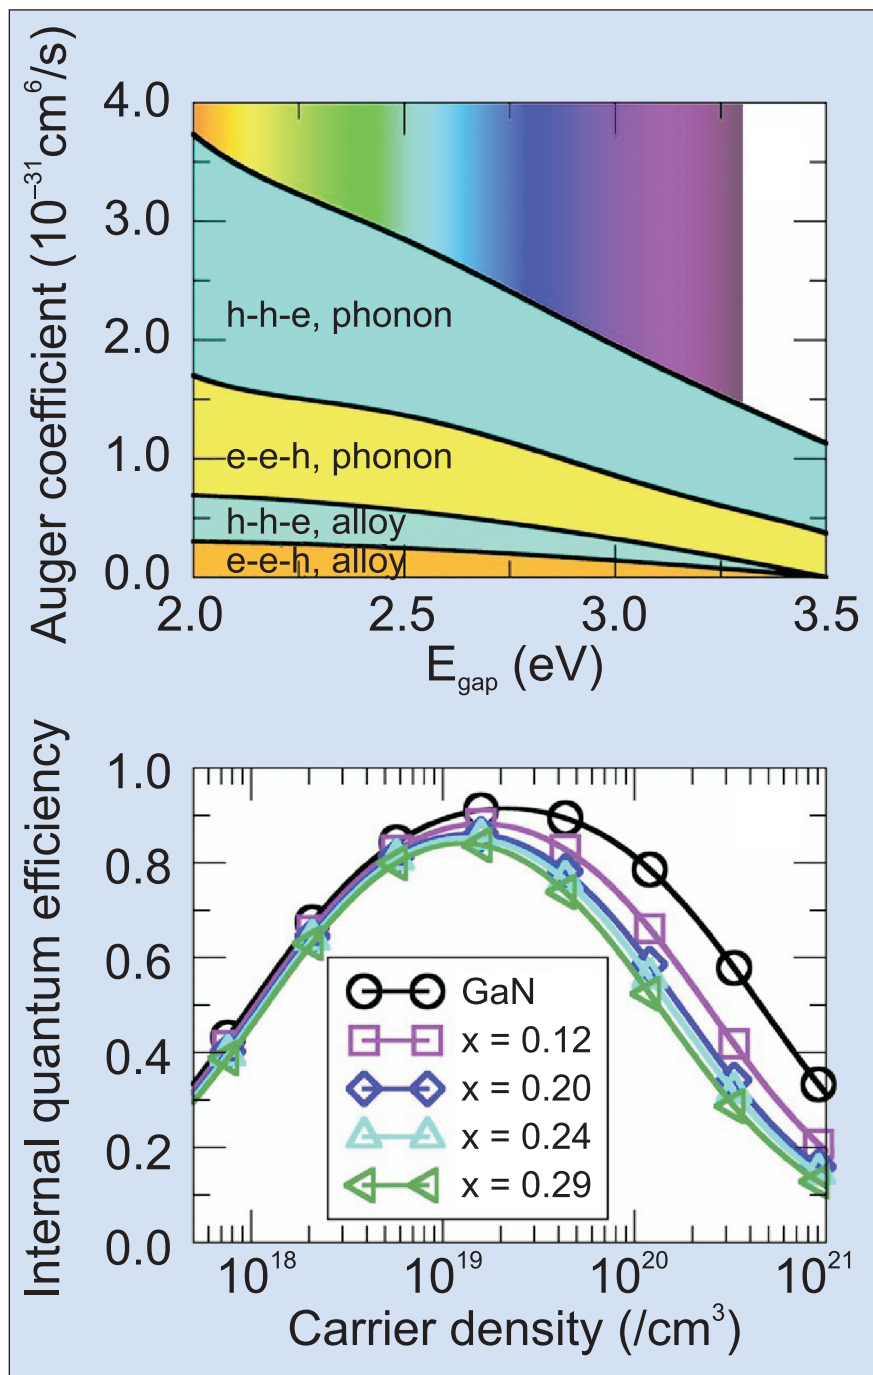 Auger coefficient (10⁻³¹cm⁶/s)
4.0
3.0
2.0
1.0
0.0
h-h-e, phonon
e-e-h, phonon
h-h-e, alloy
e-e-h, alloy
2.0 2.5 3.0 3.5
E_gap (eV)
Internal quantum efficiency
1.0
0.8
0.6
0.4
0.2
0.0
GaN
x = 0.12
x = 0.20
x = 0.24
x = 0.29
10¹⁸ 10¹⁹ 10²⁰ 10²¹
Carrier density (/cm³)